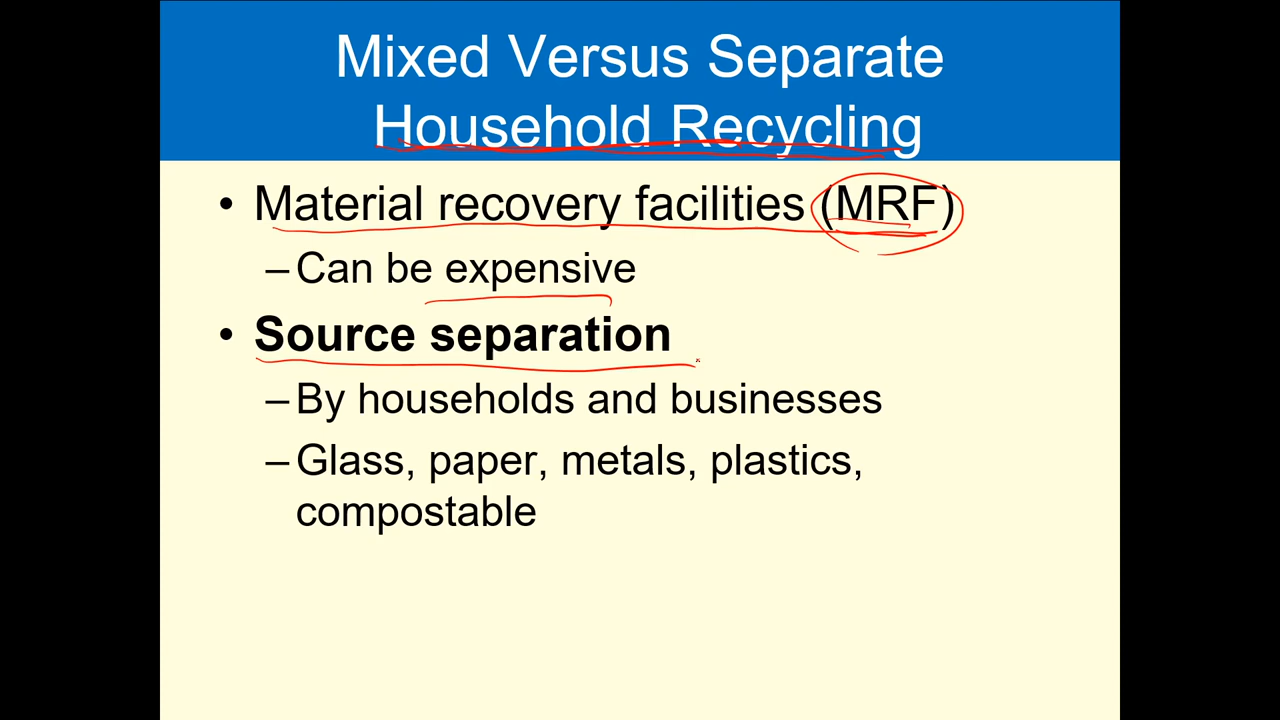 Mixed Versus Separate
Household Recycling
• Material recovery facilities (MRF)
– Can be expensive
• Source separation
– By households and businesses
– Glass, paper, metals, plastics,
compostable